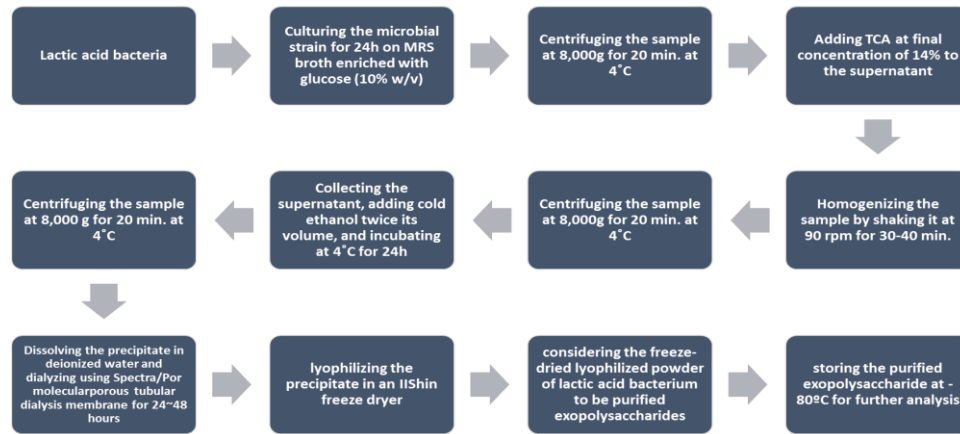 Lactic acid bacteria
Culturing the microbial
strain for 24h on MRS
broth enriched with
glucose (10% w/v)
Centrifuging the sample
at 8,000g for 20 min. at
4˚C
Adding TCA at final
concentration of 14% to
the supernatant
Homogenizing the
sample by shaking it at
90 rpm for 30-40 min.
Centrifuging the sample
at 8,000g for 20 min. at
4˚C
Collecting the
supernatant, adding cold
ethanol twice its
volume, and incubating
at 4˚C for 24h
Centrifuging the sample
at 8,000 g for 20 min. at
4˚C
Dissolving the precipitate in
deionized water and
dialyzing using Spectra/Por
molecularporous tubular
dialysis membrane for 24~48
hours
lyophilizing the
precipitate in an IIShin
freeze dryer
considering the freeze-
dried lyophilized powder
of lactic acid bacterium
to be purified
exopolysaccharides
storing the purified
exopolysaccharide at -
80ºC for further analysis